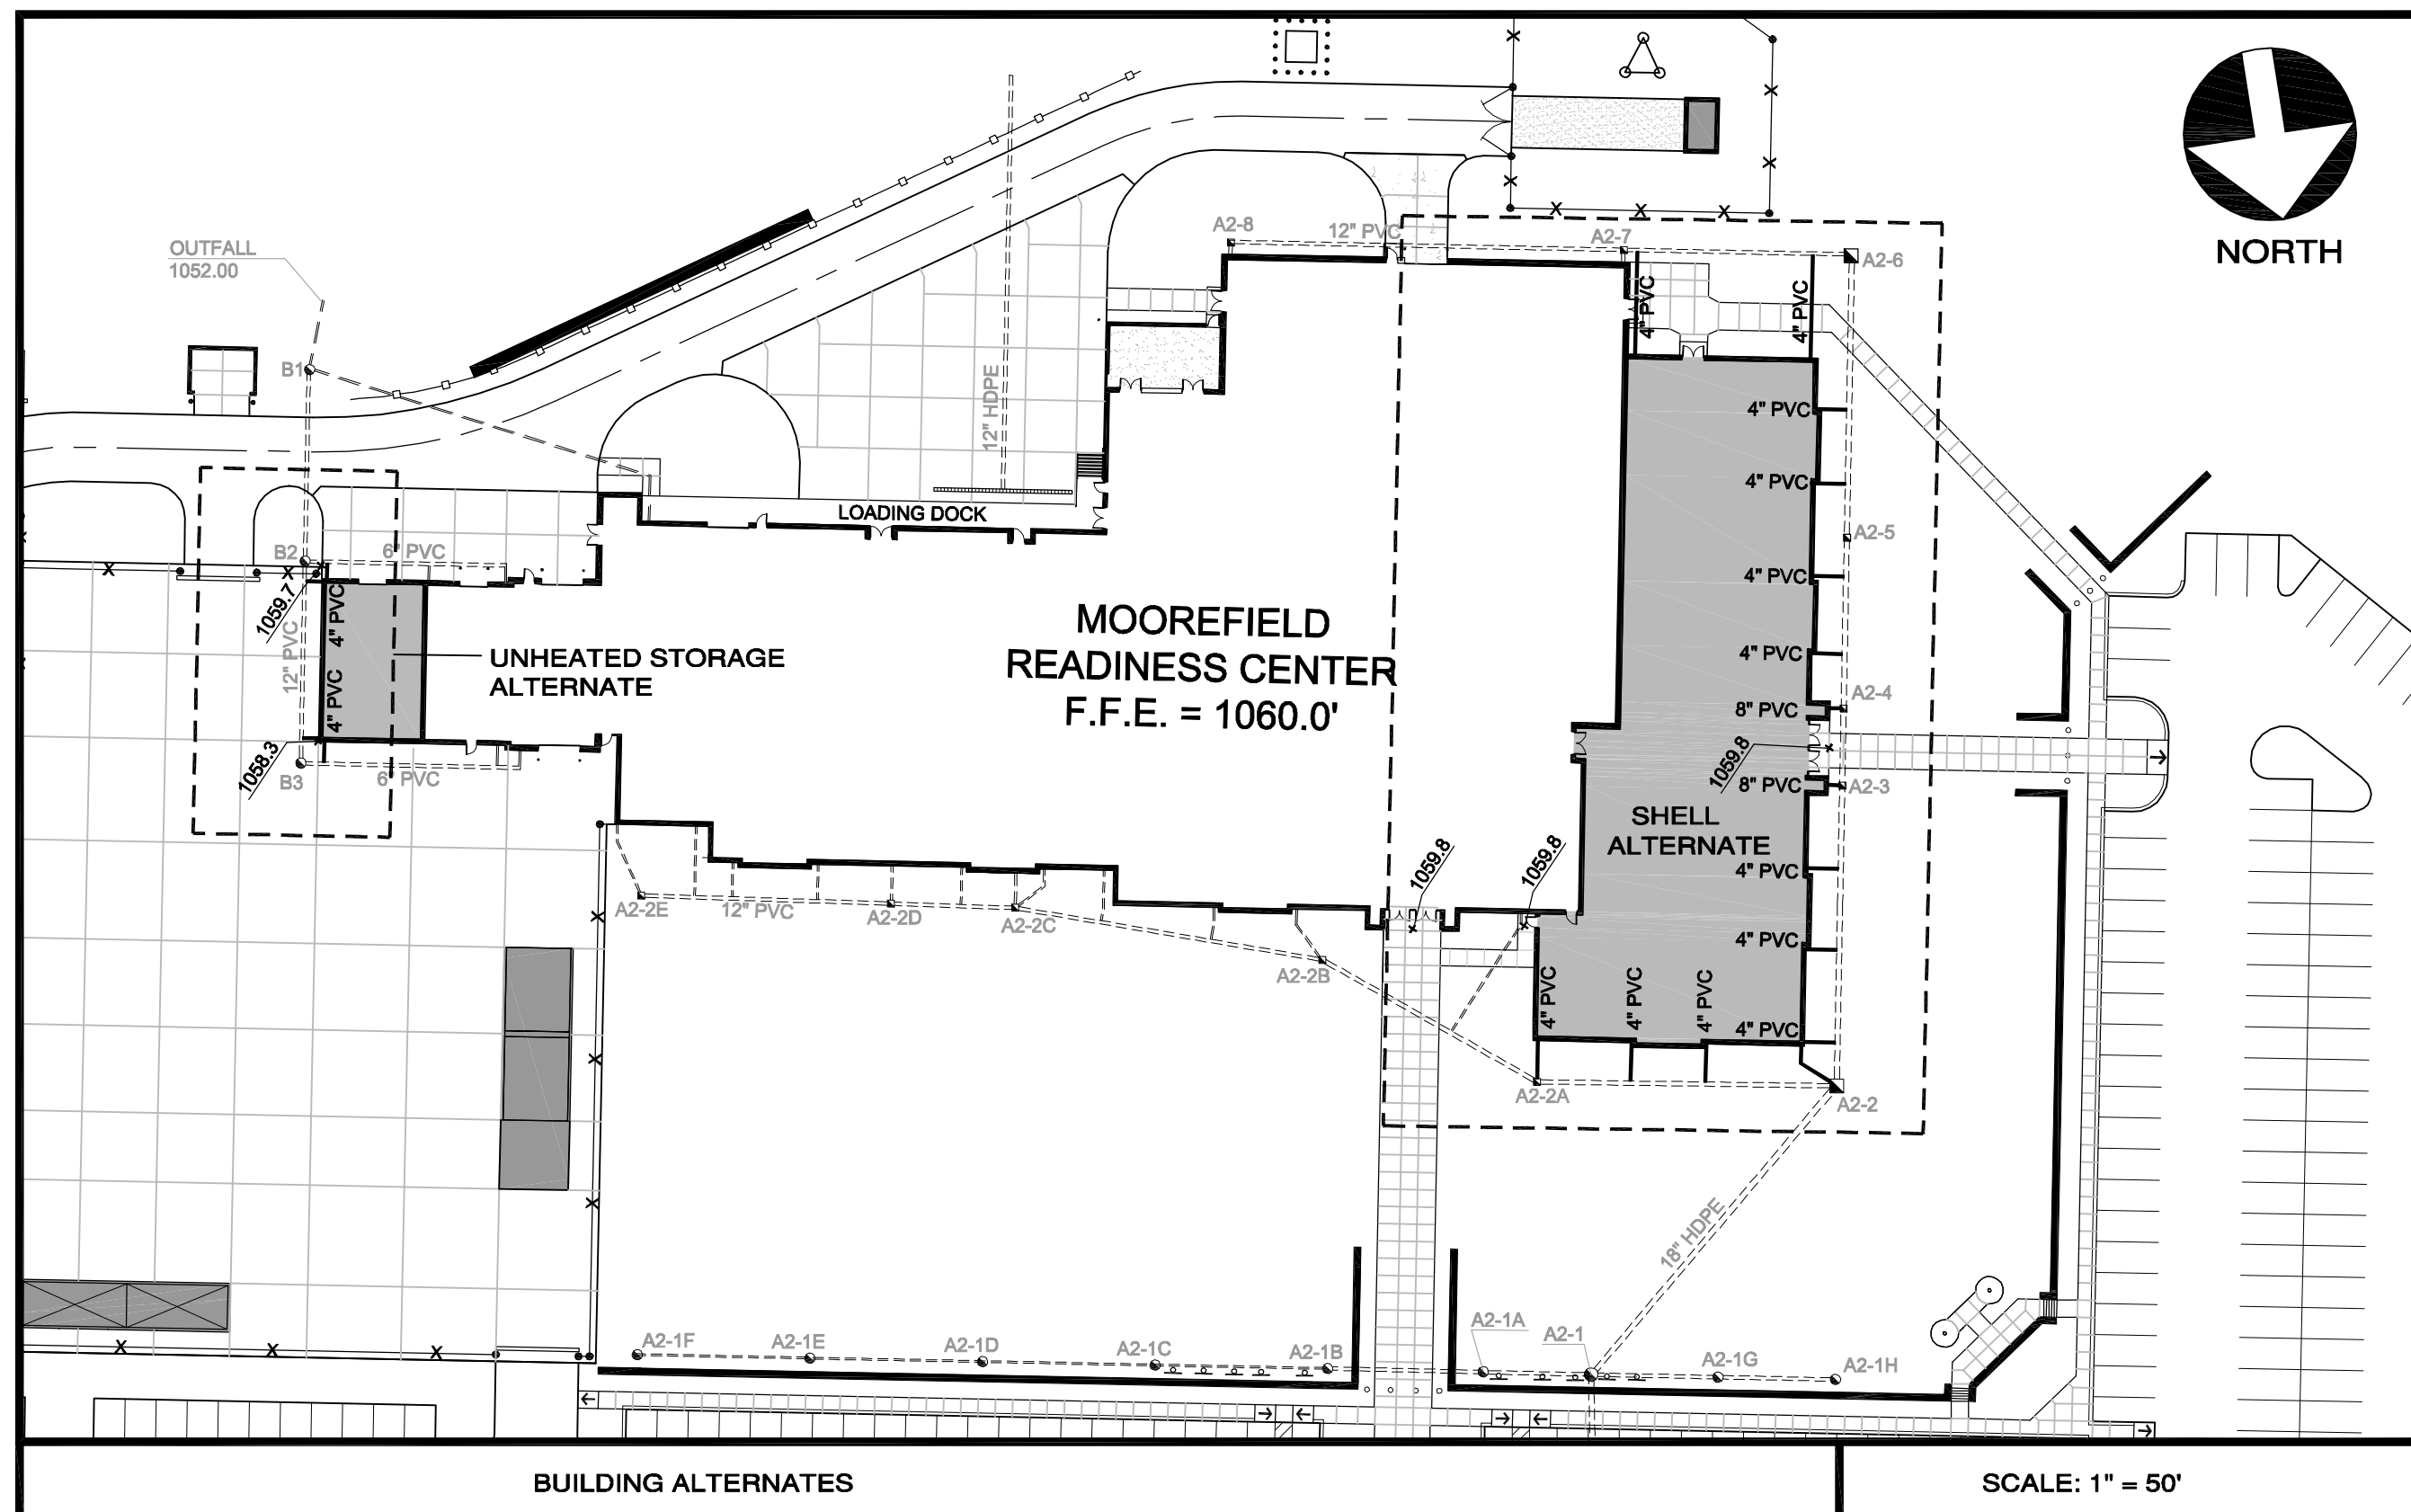 NORTH
OUTFALL
1052.00
A2-8
12" PVC
A2-7
A2-6
4" PVC
4" PVC
B1
12" HDPE
4" PVC
4" PVC
LOADING DOCK
A2-5
B2
6" PVC
1059.7
4" PVC
4" PVC
12" PVC
4" PVC
UNHEATED STORAGE
ALTERNATE
MOOREFIELD
READINESS CENTER
F.F.E. = 1060.0'
4" PVC
A2-4
8" PVC
1058.3
B3
6" PVC
1059.8
8" PVC
A2-3
SHELL
ALTERNATE
1059.8
1059.8
4" PVC
A2-2E
12" PVC
A2-2D
A2-2C
4" PVC
A2-2B
4" PVC
4" PVC
4" PVC
4" PVC
A2-2A
A2-2
18" HDPE
A2-1F
A2-1E
A2-1D
A2-1C
A2-1B
A2-1A
A2-1
A2-1G
A2-1H
BUILDING ALTERNATES
SCALE: 1" = 50'